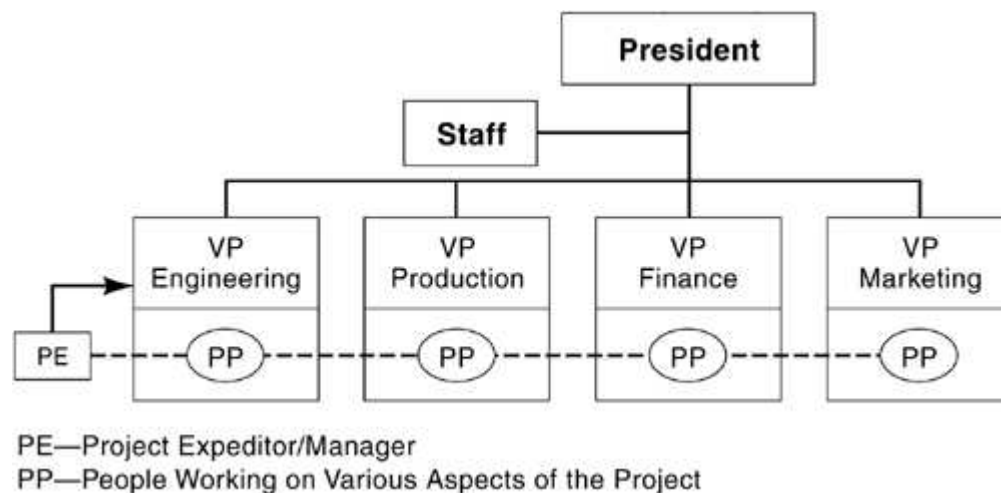 President
Staff
VP
Engineering
VP
Production
VP
Finance
VP
Marketing
PE
PP
PP
PP
PP
PE—Project Expeditor/Manager
PP—People Working on Various Aspects of the Project